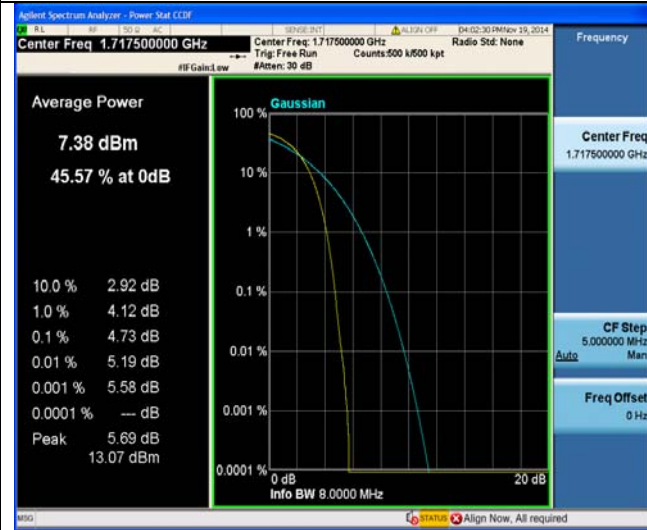 Agilent Spectrum Analyzer - Power Stat CCDF
RL RF 50 Ω AC SENSE:INT ALIGN OFF 04:02:30 PM Nov 19, 2014
Center Freq 1.717500000 GHz
Center Freq: 1.717500000 GHz Radio Std: None
Trig: Free Run Counts:500 k/500 kpt
#IFGain:Low #Atten: 30 dB
Frequency
Average Power
7.38 dBm
45.57 % at 0dB
10.0 % 2.92 dB
1.0 % 4.12 dB
0.1 % 4.73 dB
0.01 % 5.19 dB
0.001 % 5.58 dB
0.0001 % --- dB
Peak 5.69 dB
13.07 dBm
Gaussian
100 %
10 %
1 %
0.1 %
0.01 %
0.001 %
0.0001 %
0 dB 20 dB
Info BW 8.0000 MHz
Center Freq
1.717500000 GHz
CF Step
5.000000 MHz
Auto Man
Freq Offset
0 Hz
MSG STATUS Align Now, All required